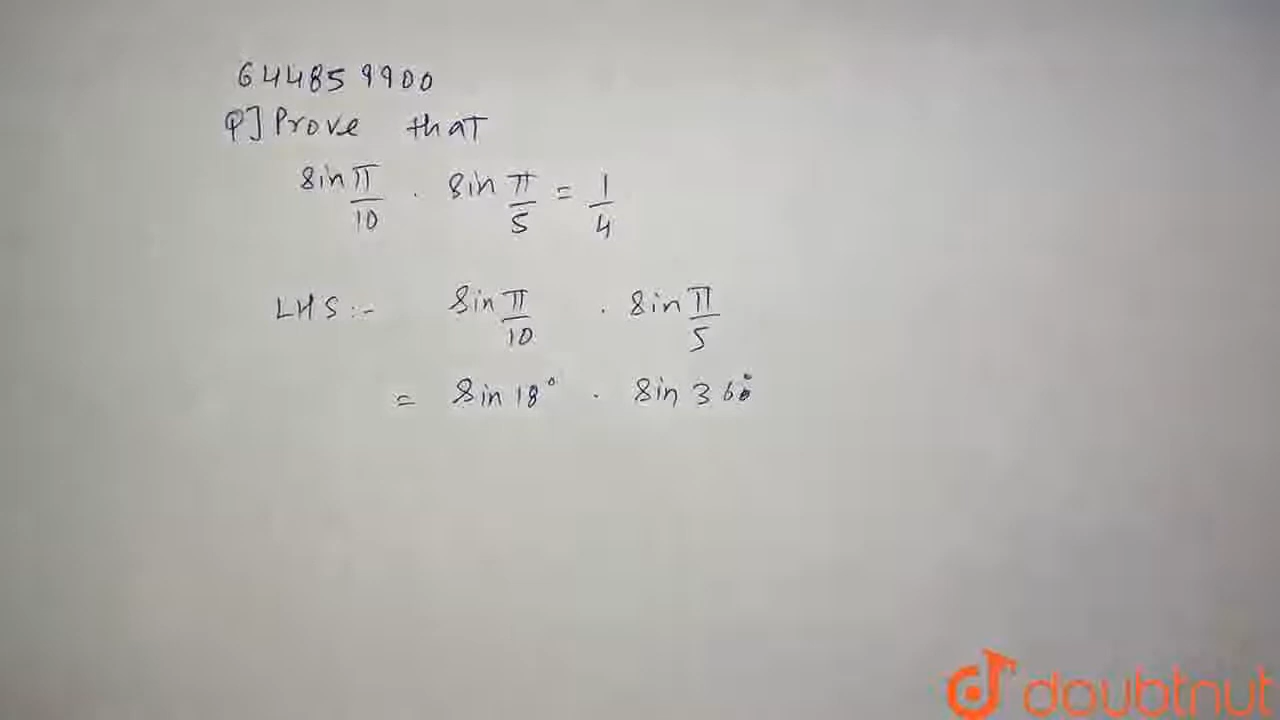 644859900
Q] Prove that
sin π/10 . sin π/5 = 1/4
LHS :- sin π/10 . sin π/5
= sin 18° . sin 36°
doubtnut